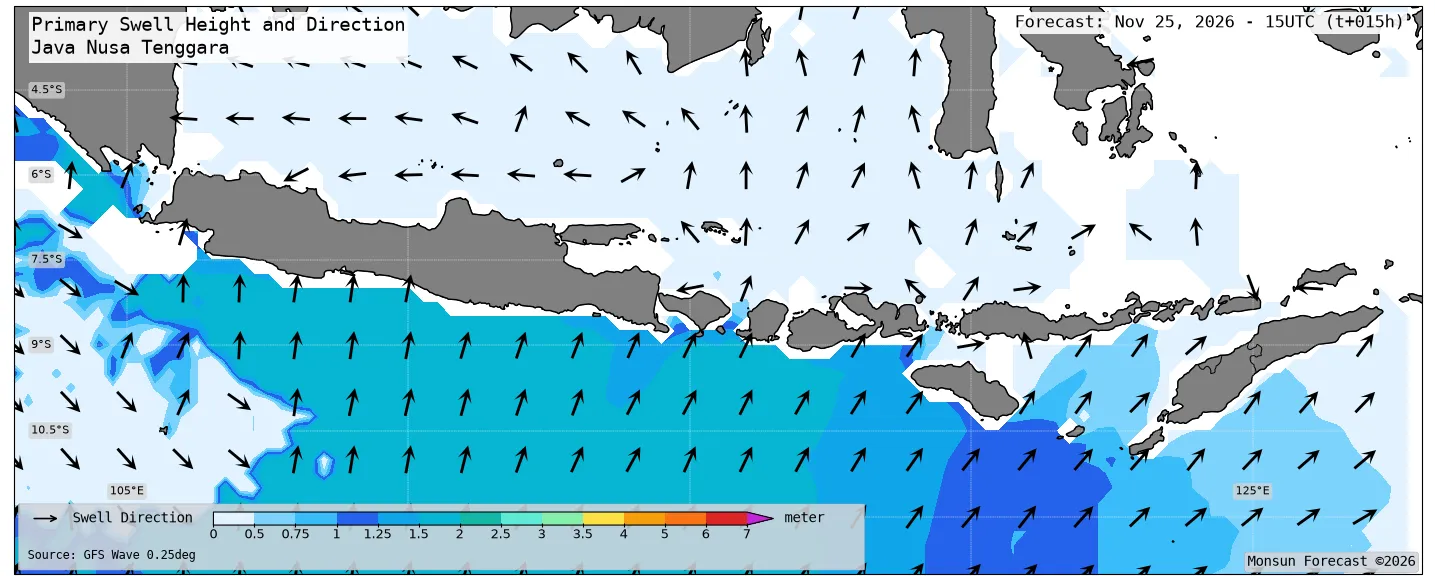 Primary Swell Height and Direction
Java Nusa Tenggara
Forecast: Nov 25, 2026 - 15UTC (t+015h)
4.5°S
6°S
7.5°S
9°S
10.5°S
105°E
125°E
Swell Direction
0 0.5 0.75 1 1.25 1.5 2 2.5 3 3.5 4 5 6 7
meter
Source: GFS Wave 0.25deg
Monsun Forecast ©2026